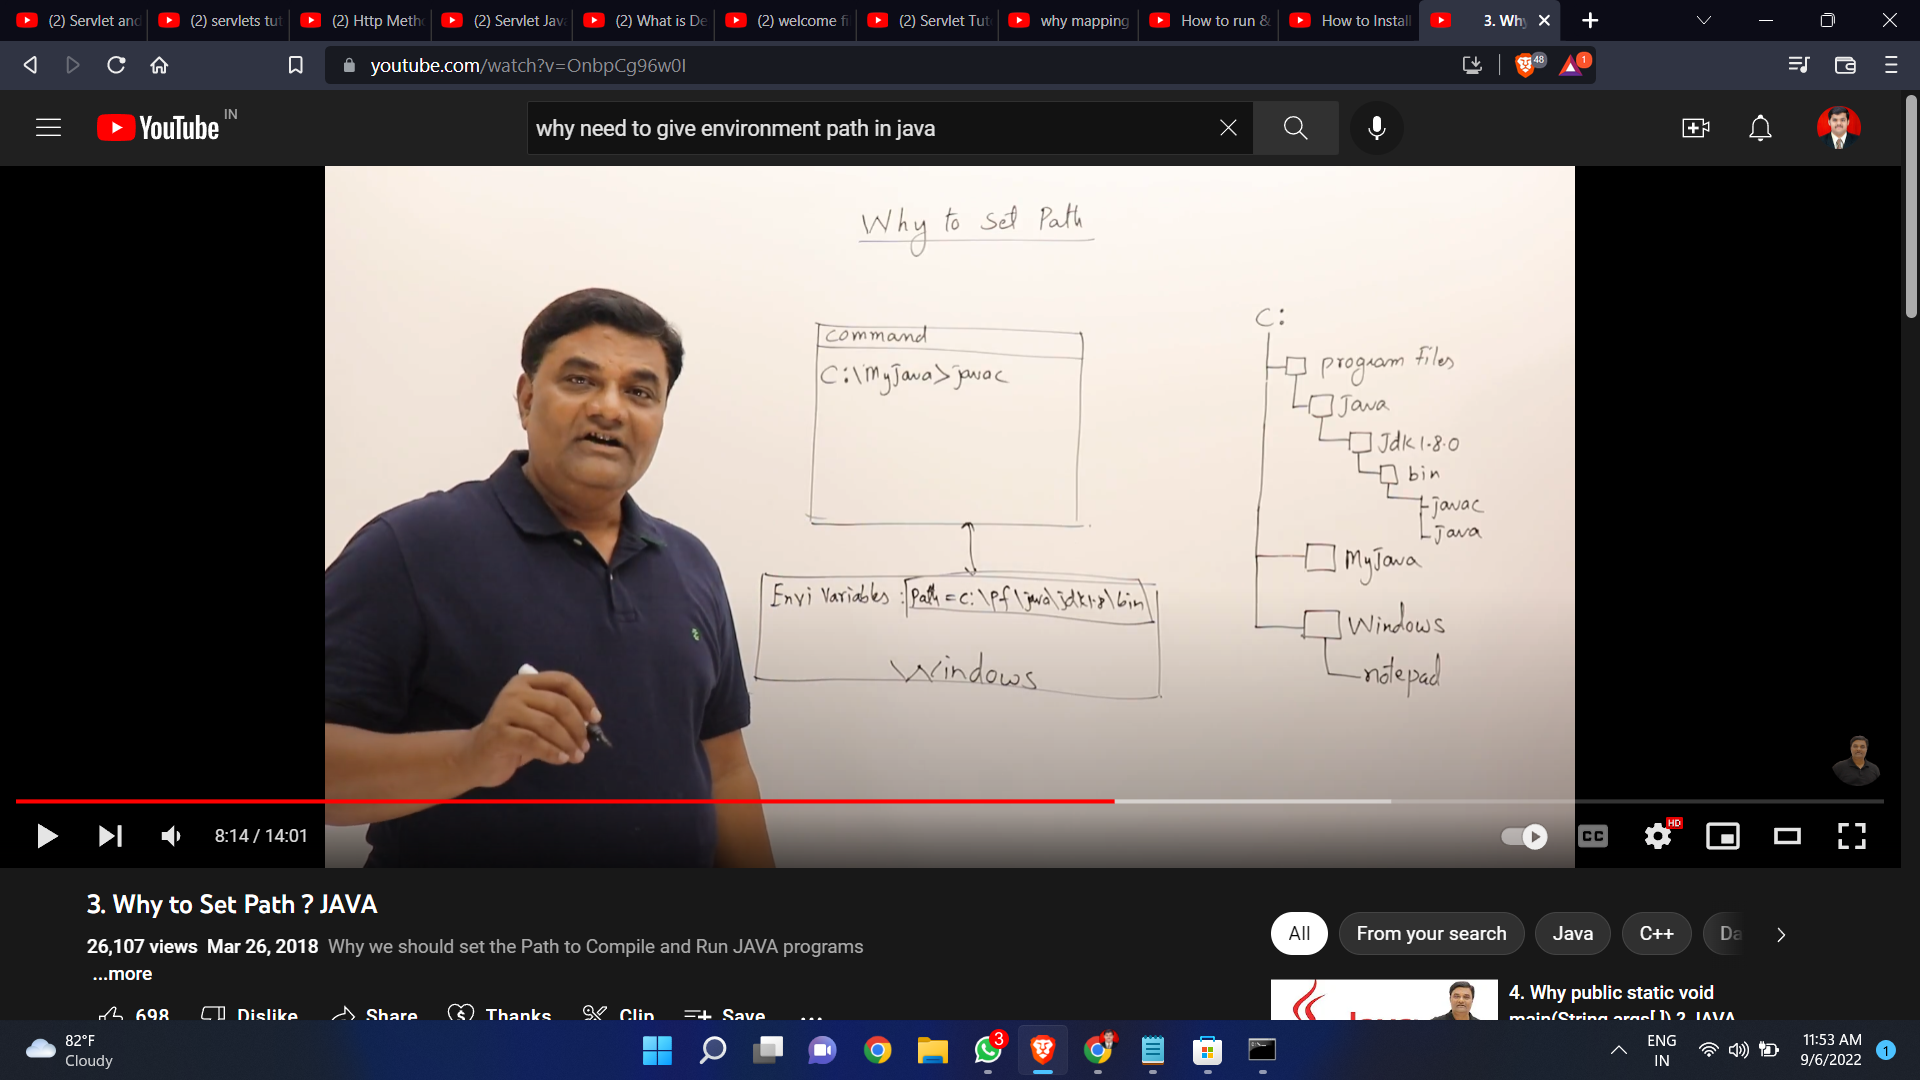 (2) Servlet and
(2) servlets tut
(2) Http Meth
(2) Servlet Java
(2) What is De
(2) welcome fi
(2) Servlet Tut
why mapping
How to run &
How to Install
3. Why
youtube.com/watch?v=OnbpCg96w0I
48
1
YouTube IN
why need to give environment path in java
Why to Set Path
command
C:\MyJava>javac
Envi Variables : Path = c:\pf\java\jdk1.8\bin
Windows
C:
program files
Java
Jdk 1.8.0
bin
javac
Java
MyJava
Windows
notepad
8:14 / 14:01
CC
HD
3. Why to Set Path ? JAVA
26,107 views Mar 26, 2018 Why we should set the Path to Compile and Run JAVA programs
...more
698 Dislike Share Thanks Clip Save ...
All From your search Java C++ Da
4. Why public static void
main(String args[ ]) ? JAVA
82°F
Cloudy
3
ENG
IN
11:53 AM
9/6/2022
1